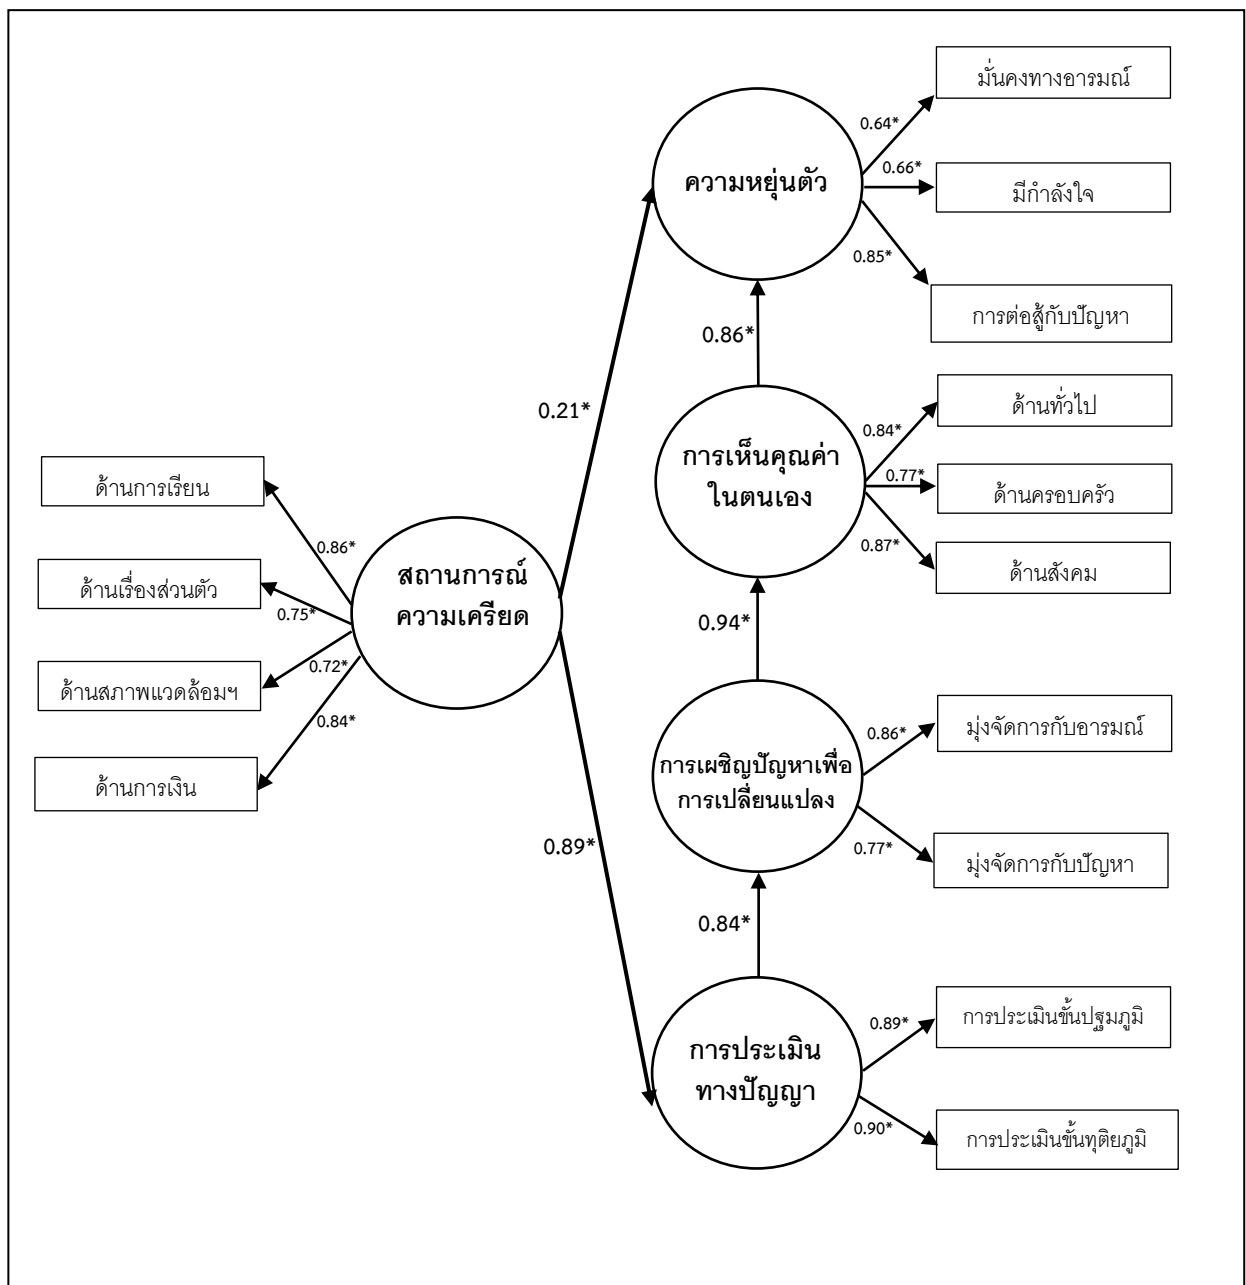 มั่นคงทางอารมณ์
0.64*
ความหยุ่นตัว
0.66*
มีกำลังใจ
0.85*
การต่อสู้กับปัญหา
0.86*
ด้านทั่วไป
0.21*
0.84*
การเห็นคุณค่า
ในตนเอง
0.77*
ด้านครอบครัว
0.87*
ด้านสังคม
ด้านการเรียน
0.86*
สถานการณ์
ความเครียด
ด้านเรื่องส่วนตัว
0.75*
0.94*
0.72*
ด้านสภาพแวดล้อมฯ
0.84*
ด้านการเงิน
0.86*
มุ่งจัดการกับอารมณ์
การเผชิญปัญหาเพื่อ
การเปลี่ยนแปลง
0.89*
0.77*
มุ่งจัดการกับปัญหา
0.84*
0.89*
การประเมินขั้นปฐมภูมิ
การประเมิน
ทางปัญญา
0.90*
การประเมินขั้นทุติยภูมิ